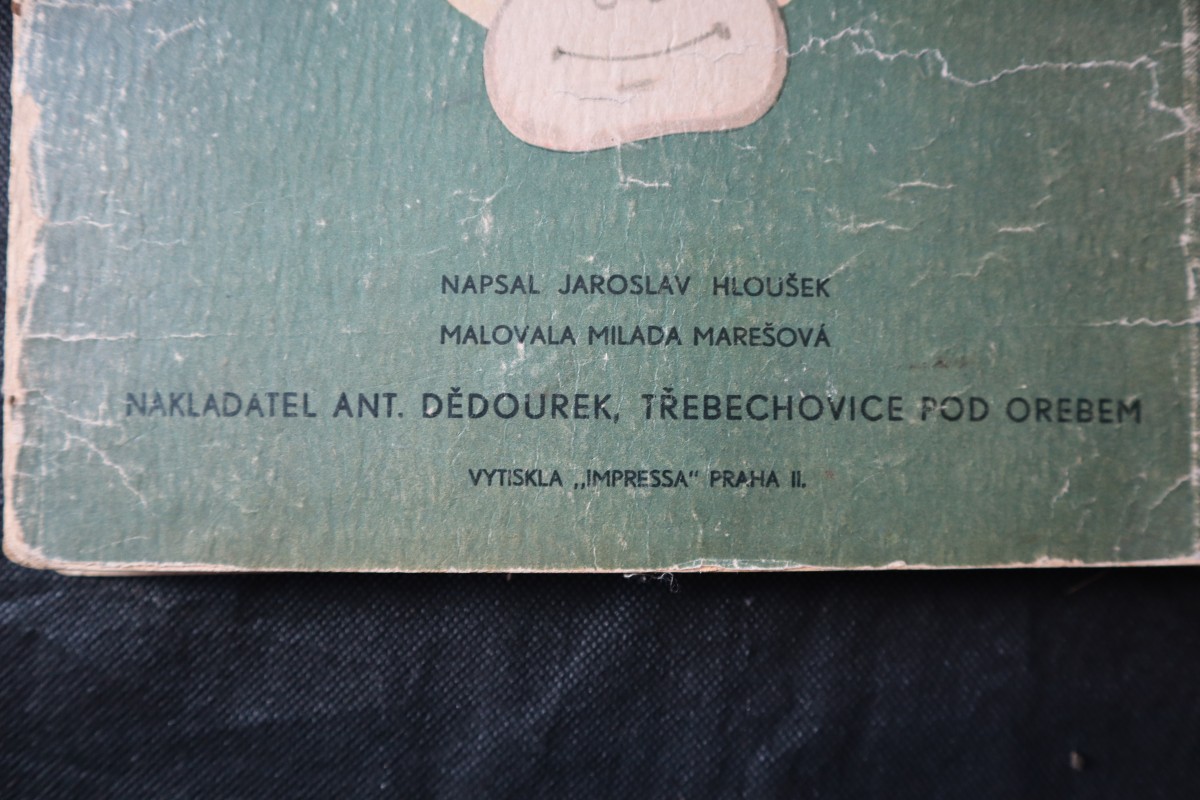 NAPSAL JAROSLAV HLOUŠEK
MALOVALA MILADA MAREŠOVÁ
NAKLADATEL ANT. DĚDOUREK, TŘEBECHOVICE POD OREBEM
VYTISKLA „IMPRESSA" PRAHA II.